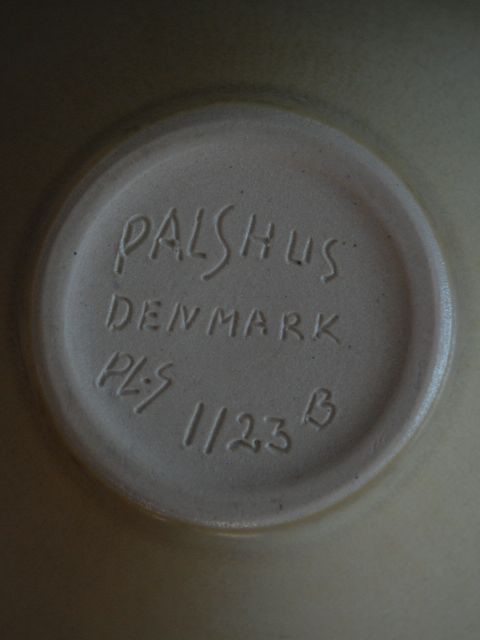 PALSHUS
DENMARK
PL·S
1123 B